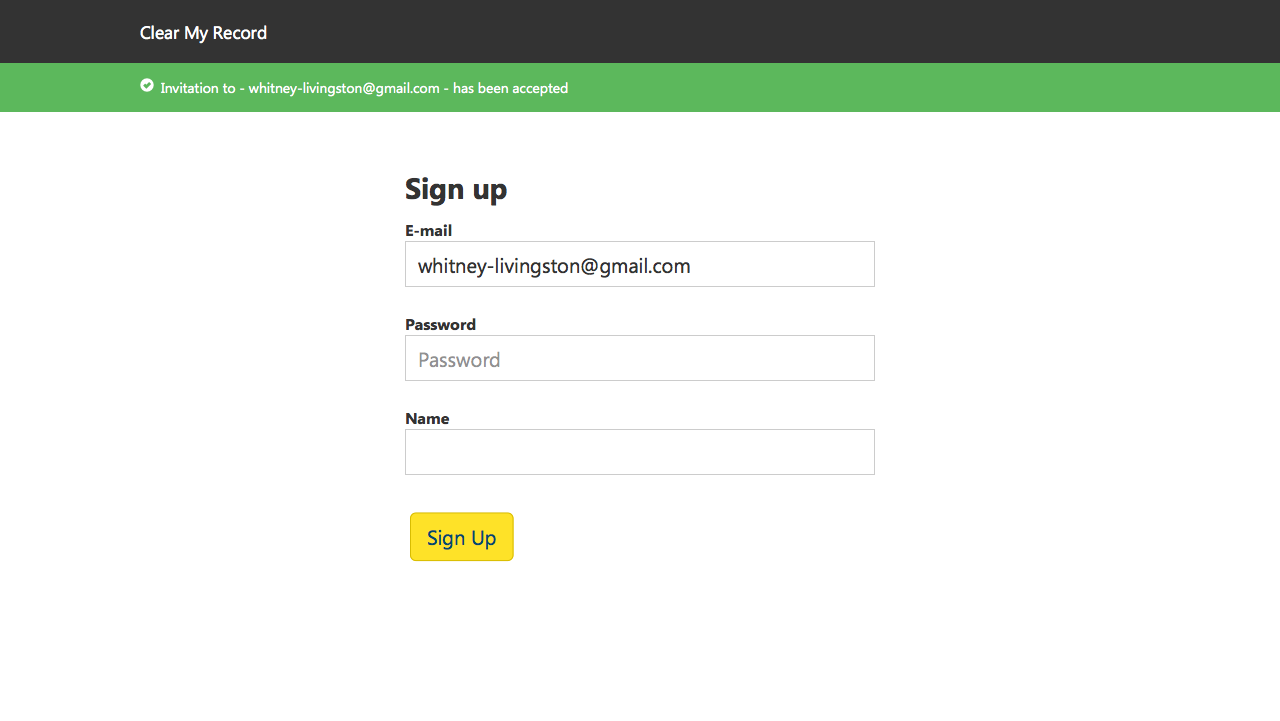 Clear My Record
Invitation to - whitney-livingston@gmail.com - has been accepted
Sign up
E-mail
whitney-livingston@gmail.com
Password
Password
Name
Sign Up